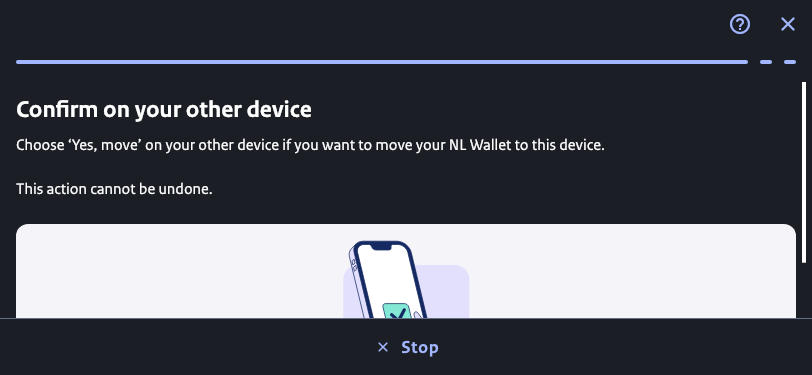 Confirm on your other device
Choose ‘Yes, move’ on your other device if you want to move your NL Wallet to this device.
This action cannot be undone.
Stop